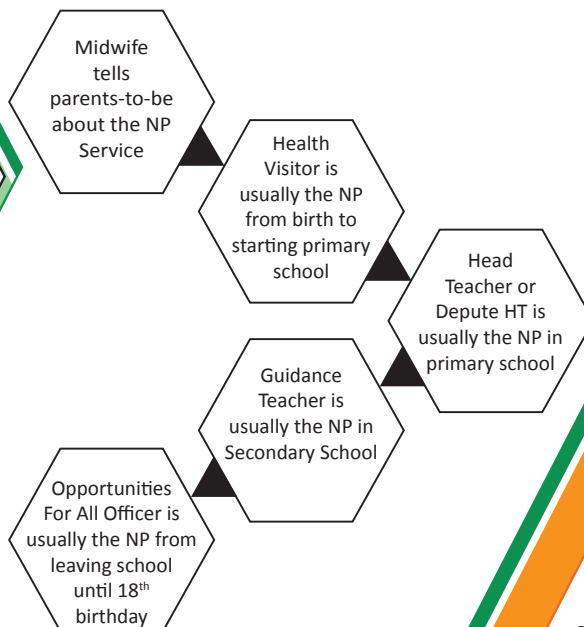 Midwife
tells
parents-to-be
about the NP
Service
Health
Visitor is
usually the NP
from birth to
starting primary
school
Head
Teacher or
Depute HT is
usually the NP in
primary school
Guidance
Teacher is
usually the NP in
Secondary School
Opportunities
For All Officer is
usually the NP from
leaving school
until 18th
birthday